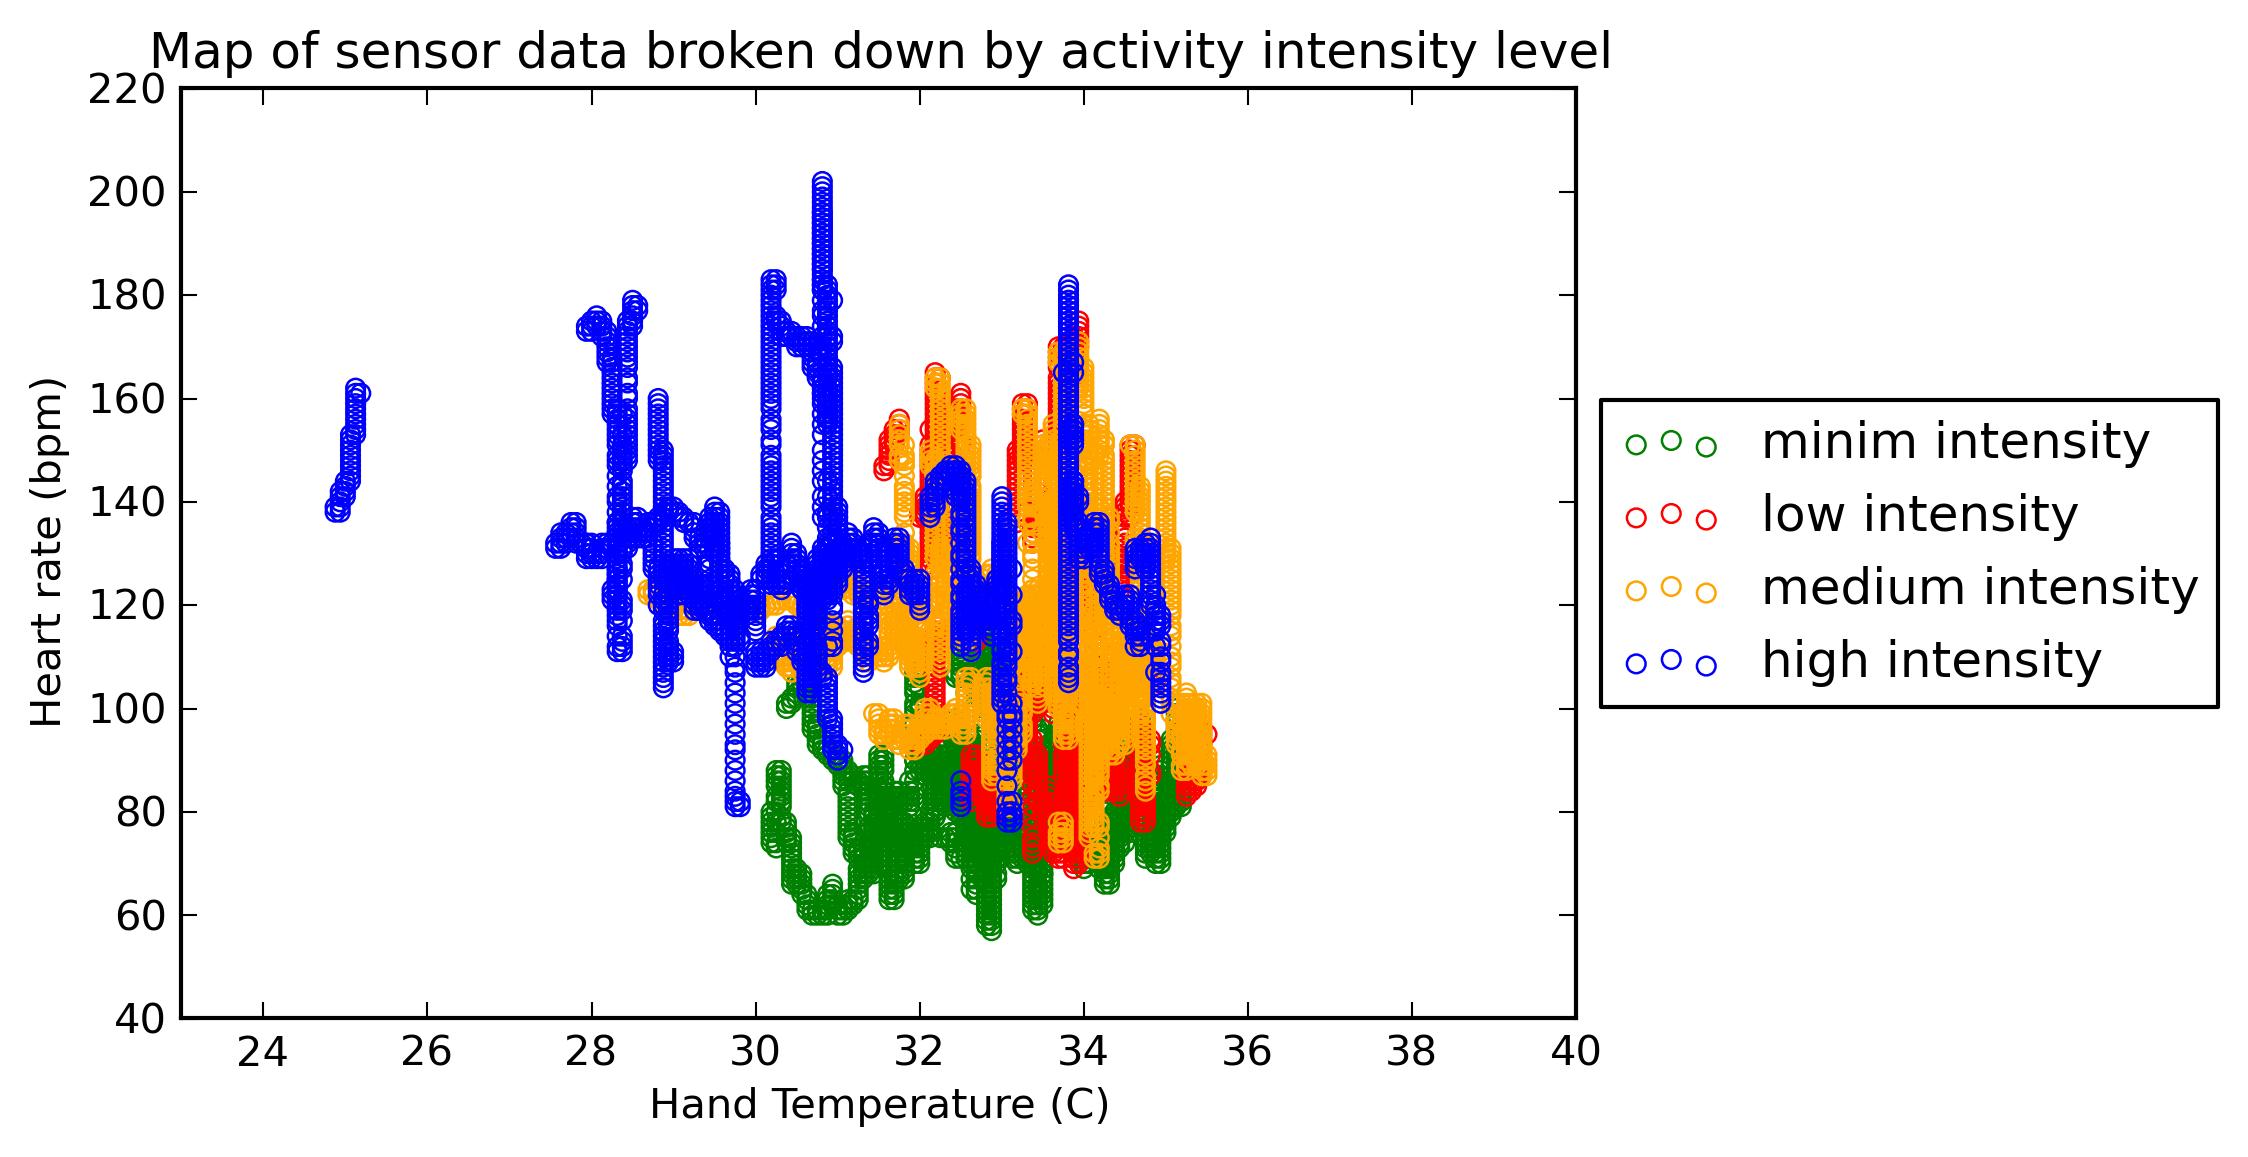 Map of sensor data broken down by activity intensity level
220
200
180
160
140
120
100
80
60
40
Heart rate (bpm)
24 26 28 30 32 34 36 38 40
Hand Temperature (C)
minim intensity
low intensity
medium intensity
high intensity